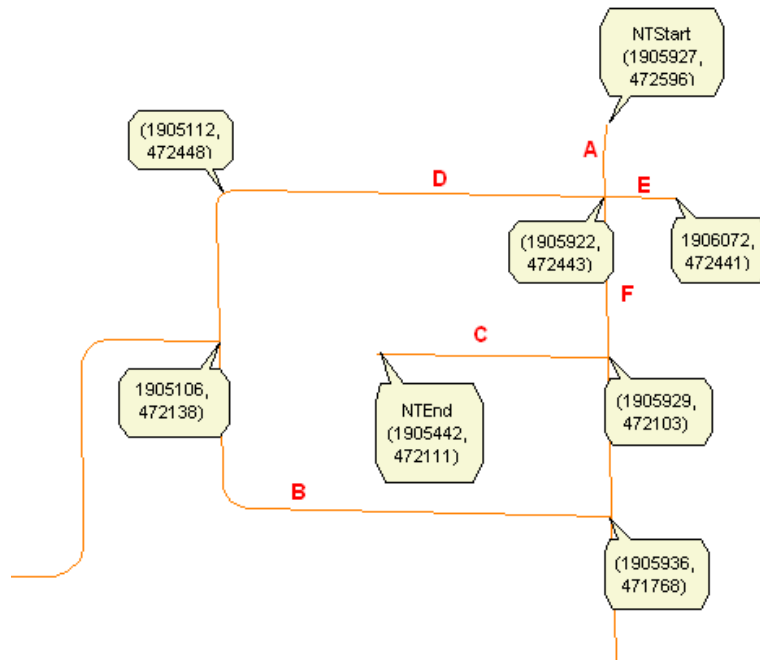 NTStart
(1905927,
472596)
(1905112,
472448)
A
D
E
(1905922,
472443)
1906072,
472441)
F
C
1905106,
472138)
NTEnd
(1905442,
472111)
(1905929,
472103)
B
(1905936,
471768)